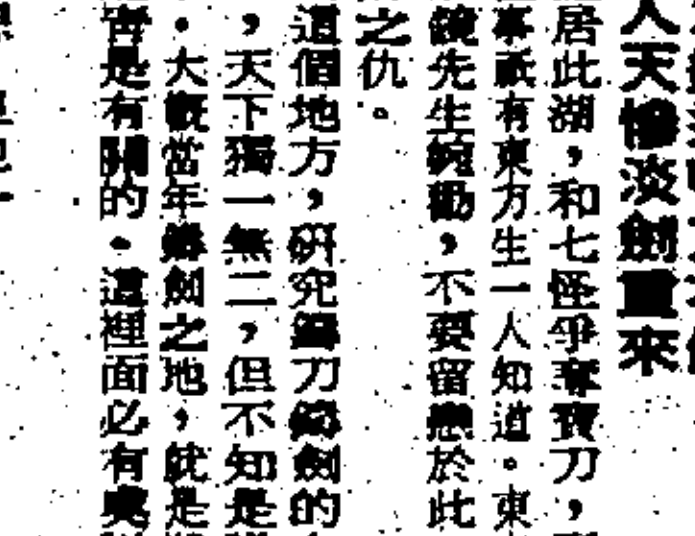 人天慘淡劍重來
居此湖，和七怪爭奪寶刀，
事祇有東方生一人知道。東
先生婉勸，不要留戀於此
之仇。
這個地方，研究鑄刀鑄劍的
，天下獨一無二，但不知是
，大概當年鑄劍之地，就是
害是有關的。這裡面必有奧